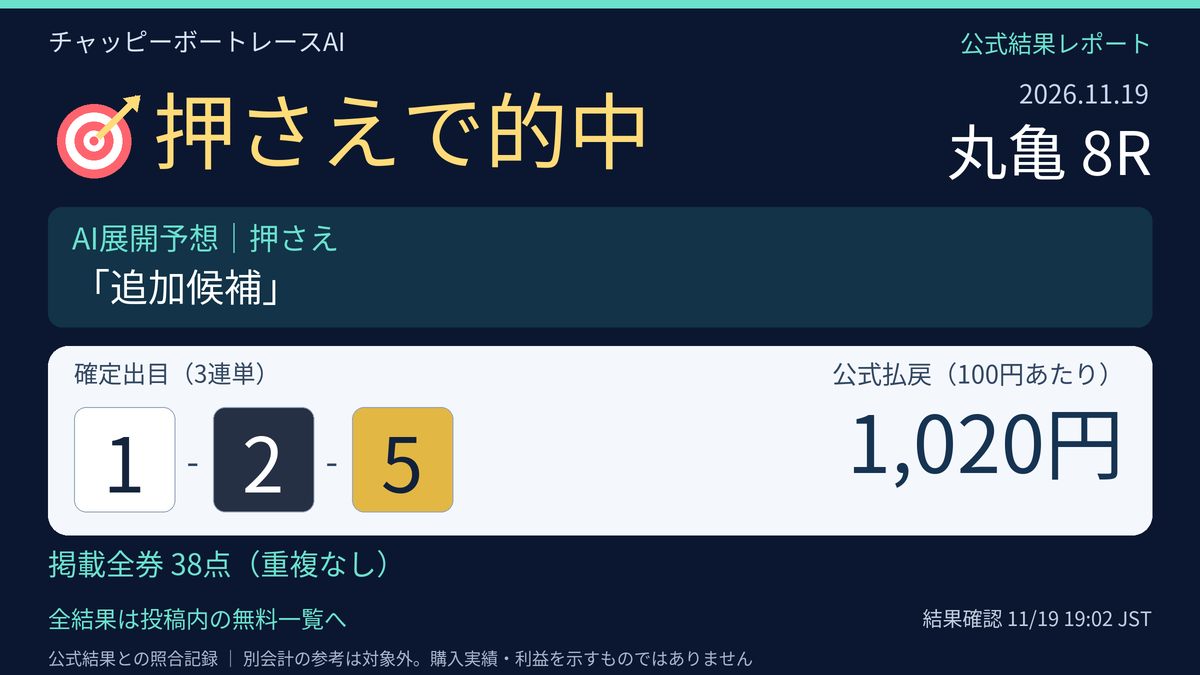 チャッピーボートレースAI
公式結果レポート
2026.11.19
押さえで的中
丸亀 8R
AI展開予想｜押さえ
「追加候補」
確定出目（3連単）
公式払戻（100円あたり）
1 - 2 - 5
1,020円
掲載全券 38点（重複なし）
全結果は投稿内の無料一覧へ
結果確認 11/19 19:02 JST
公式結果との照合記録 ｜ 別会計の参考は対象外。購入実績・利益を示すものではありません